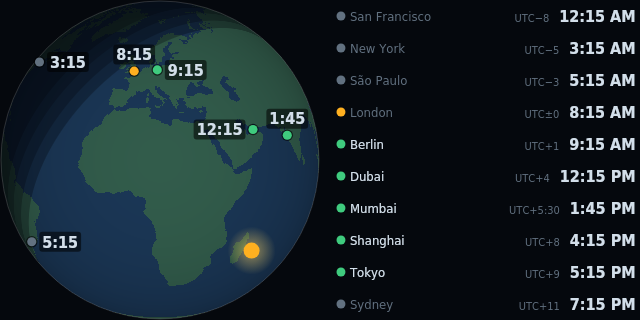 3:15
8:15
9:15
12:15
1:45
5:15
San Francisco UTC−8 12:15 AM
New York UTC−5 3:15 AM
São Paulo UTC−3 5:15 AM
London UTC±0 8:15 AM
Berlin UTC+1 9:15 AM
Dubai UTC+4 12:15 PM
Mumbai UTC+5:30 1:45 PM
Shanghai UTC+8 4:15 PM
Tokyo UTC+9 5:15 PM
Sydney UTC+11 7:15 PM